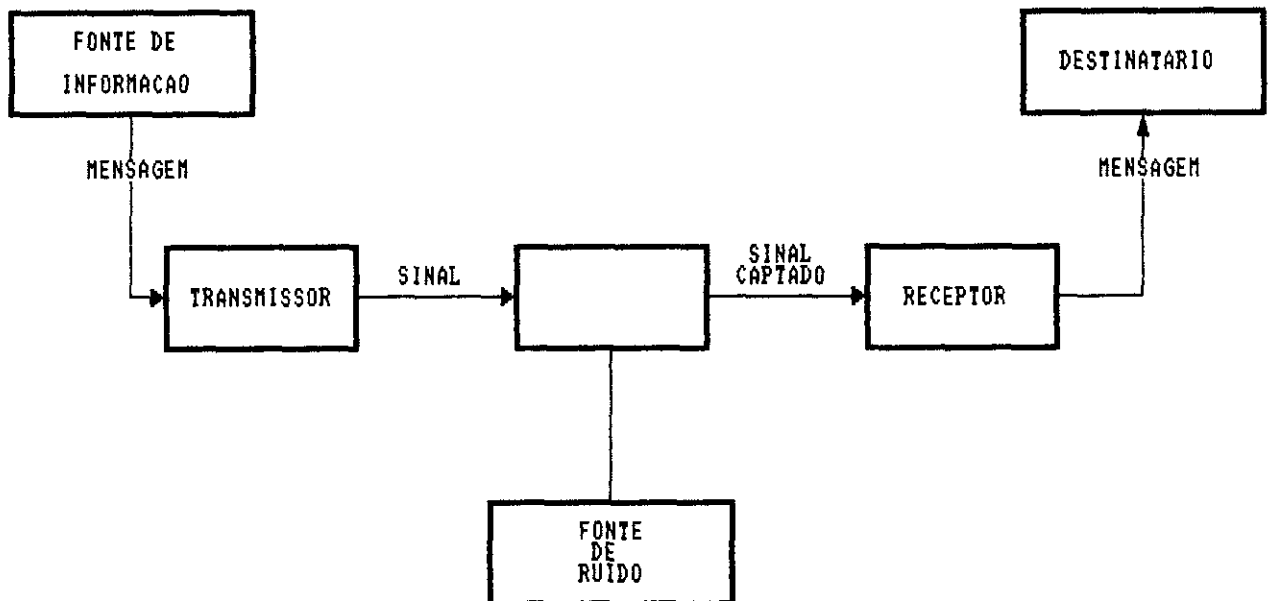 FONTE DE
INFORMACAO
DESTINATARIO
MENSAGEM
MENSAGEM
TRANSMISSOR
SINAL
SINAL
CAPTADO
RECEPTOR
FONTE
DE
RUIDO